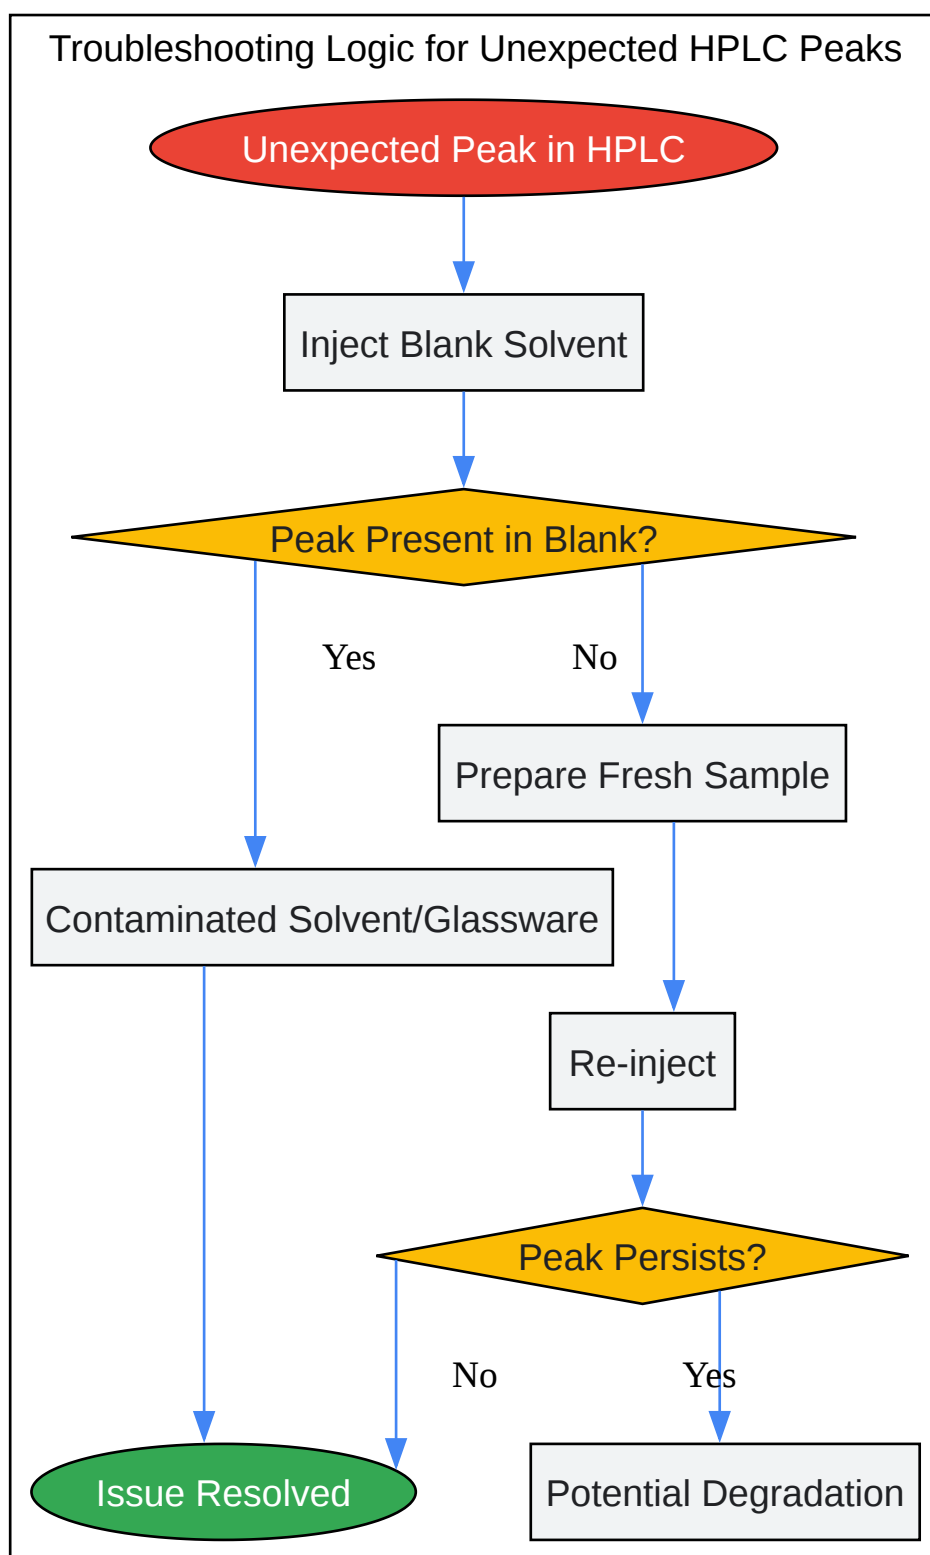 Troubleshooting Logic for Unexpected HPLC Peaks
Unexpected Peak in HPLC
Inject Blank Solvent
Peak Present in Blank?
Yes
No
Prepare Fresh Sample
Contaminated Solvent/Glassware
Re-inject
Peak Persists?
No
Yes
Issue Resolved
Potential Degradation